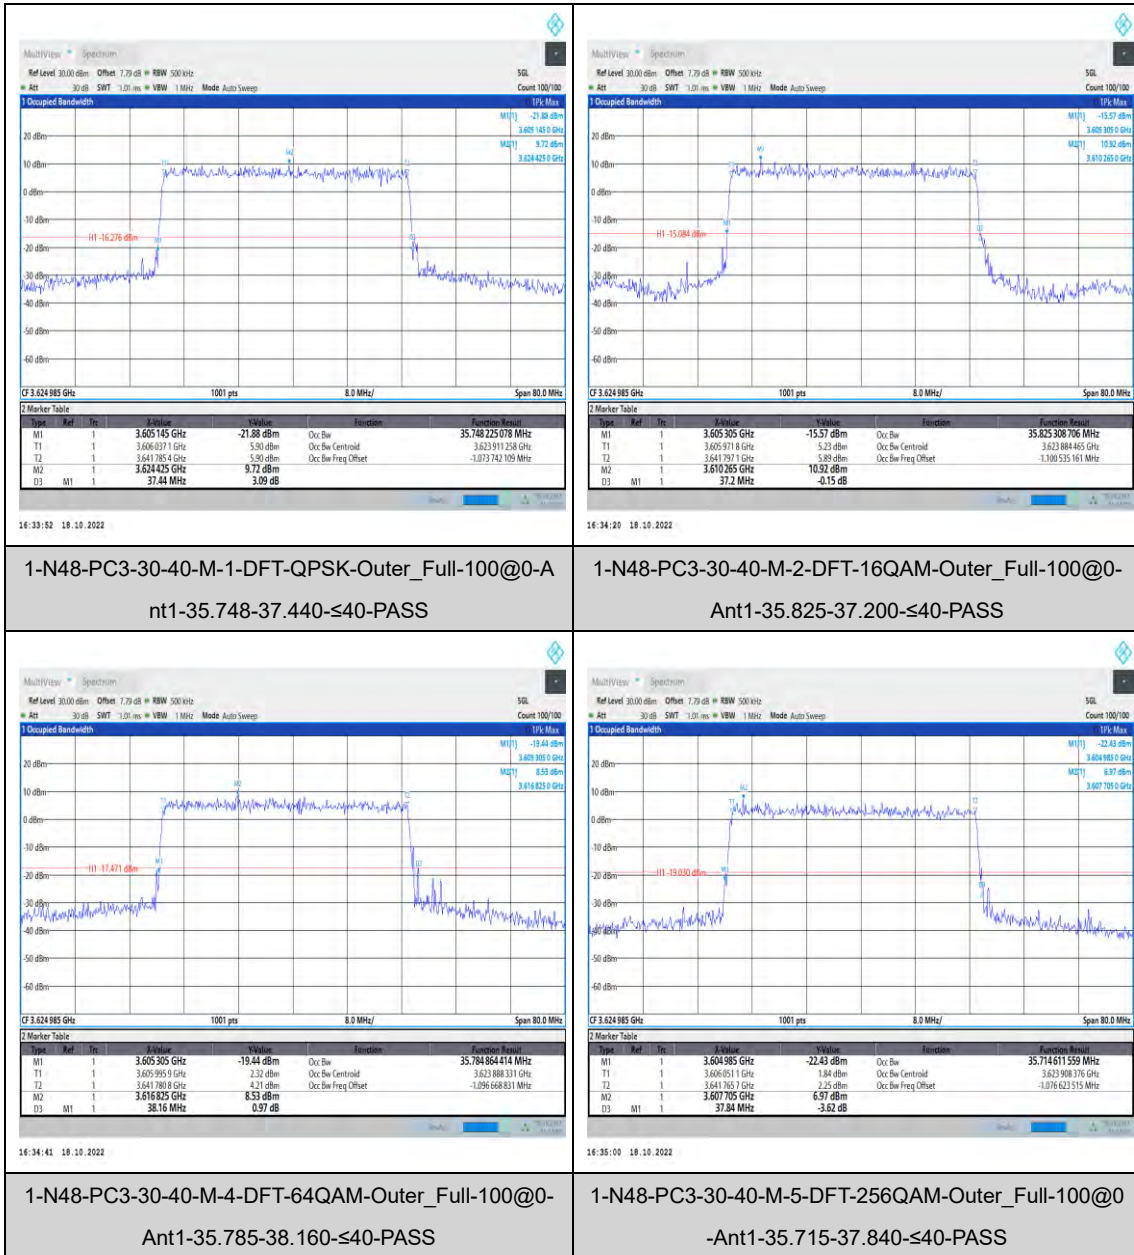 MultiView Spectrum
Ref Level 30.00 dBm Offset 7.79 dB RBW 500 kHz SGL
Att 30 dB SWT 1.01 ms VBW 1 MHz Mode Auto Sweep Count 100/100
1 Occupied Bandwidth 1Pk Max
M1[1] -21.88 dBm
3.605 145 0 GHz
M2[1] 9.72 dBm
3.624 425 0 GHz
20 dBm
10 dBm
0 dBm
-10 dBm
H1 -16.276 dBm
-20 dBm
-30 dBm
-40 dBm
-50 dBm
-60 dBm
CF 3.624 985 GHz 1001 pts 8.0 MHz/ Span 80.0 MHz
2 Marker Table
Type Ref Trc X-Value Y-Value Function Function Result
M1 1 3.605145 GHz -21.88 dBm Occ Bw 35.748 225 078 MHz
T1 1 3.606 037 1 GHz 5.90 dBm Occ Bw Centroid 3.623 911 258 GHz
T2 1 3.641 785 4 GHz 5.90 dBm Occ Bw Freq Offset -1.073 742 109 MHz
M2 1 3.624 425 GHz 9.72 dBm
D3 M1 1 37.44 MHz 3.09 dB
16:33:52 18.10.2022
1-N48-PC3-30-40-M-1-DFT-QPSK-Outer_Full-100@0-A
nt1-35.748-37.440-≤40-PASS
MultiView Spectrum
Ref Level 30.00 dBm Offset 7.79 dB RBW 500 kHz SGL
Att 30 dB SWT 1.01 ms VBW 1 MHz Mode Auto Sweep Count 100/100
1 Occupied Bandwidth 1Pk Max
M1[1] -15.57 dBm
3.605 305 0 GHz
M2[1] 10.92 dBm
3.610 265 0 GHz
20 dBm
10 dBm
0 dBm
-10 dBm
H1 -15.084 dBm
-20 dBm
-30 dBm
-40 dBm
-50 dBm
-60 dBm
CF 3.624 985 GHz 1001 pts 8.0 MHz/ Span 80.0 MHz
2 Marker Table
Type Ref Trc X-Value Y-Value Function Function Result
M1 1 3.605305 GHz -15.57 dBm Occ Bw 35.825 308 706 MHz
T1 1 3.605 971 8 GHz 5.23 dBm Occ Bw Centroid 3.623 884 465 GHz
T2 1 3.641 797 1 GHz 5.89 dBm Occ Bw Freq Offset -1.100 535 161 MHz
M2 1 3.610 265 GHz 10.92 dBm
D3 M1 1 37.2 MHz -0.15 dB
16:34:20 18.10.2022
1-N48-PC3-30-40-M-2-DFT-16QAM-Outer_Full-100@0-
Ant1-35.825-37.200-≤40-PASS
MultiView Spectrum
Ref Level 30.00 dBm Offset 7.79 dB RBW 500 kHz SGL
Att 30 dB SWT 1.01 ms VBW 1 MHz Mode Auto Sweep Count 100/100
1 Occupied Bandwidth 1Pk Max
M1[1] -19.44 dBm
3.605 305 0 GHz
M2[1] 8.53 dBm
3.616 825 0 GHz
20 dBm
10 dBm
0 dBm
-10 dBm
H1 -17.471 dBm
-20 dBm
-30 dBm
-40 dBm
-50 dBm
-60 dBm
CF 3.624 985 GHz 1001 pts 8.0 MHz/ Span 80.0 MHz
2 Marker Table
Type Ref Trc X-Value Y-Value Function Function Result
M1 1 3.605305 GHz -19.44 dBm Occ Bw 35.784 864 414 MHz
T1 1 3.605 995 9 GHz 2.32 dBm Occ Bw Centroid 3.623 888 331 GHz
T2 1 3.641 780 8 GHz 4.21 dBm Occ Bw Freq Offset -1.096 668 831 MHz
M2 1 3.616 825 GHz 8.53 dBm
D3 M1 1 38.16 MHz 0.97 dB
16:34:41 18.10.2022
1-N48-PC3-30-40-M-4-DFT-64QAM-Outer_Full-100@0-
Ant1-35.785-38.160-≤40-PASS
MultiView Spectrum
Ref Level 30.00 dBm Offset 7.79 dB RBW 500 kHz SGL
Att 30 dB SWT 1.01 ms VBW 1 MHz Mode Auto Sweep Count 100/100
1 Occupied Bandwidth 1Pk Max
M1[1] -22.43 dBm
3.604 985 0 GHz
M2[1] 6.97 dBm
3.607 705 0 GHz
20 dBm
10 dBm
0 dBm
-10 dBm
H1 -19.030 dBm
-20 dBm
-30 dBm
-40 dBm
-50 dBm
-60 dBm
CF 3.624 985 GHz 1001 pts 8.0 MHz/ Span 80.0 MHz
2 Marker Table
Type Ref Trc X-Value Y-Value Function Function Result
M1 1 3.604985 GHz -22.43 dBm Occ Bw 35.714 611 559 MHz
T1 1 3.606 051 1 GHz 1.84 dBm Occ Bw Centroid 3.623 908 376 GHz
T2 1 3.641 765 7 GHz 2.25 dBm Occ Bw Freq Offset -1.076 623 515 MHz
M2 1 3.607 705 GHz 6.97 dBm
D3 M1 1 37.84 MHz -3.62 dB
16:35:00 18.10.2022
1-N48-PC3-30-40-M-5-DFT-256QAM-Outer_Full-100@0
-Ant1-35.715-37.840-≤40-PASS